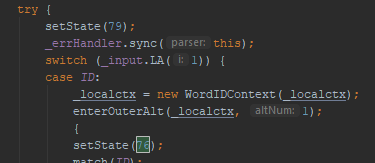 try {
setState(79);
_errHandler.sync( parser: this);
switch (_input.LA( i: 1)) {
case ID:
_localctx = new WordIDContext(_localctx);
enterOuterAlt(_localctx, altNum: 1);
{
setState(76);
match(ID);